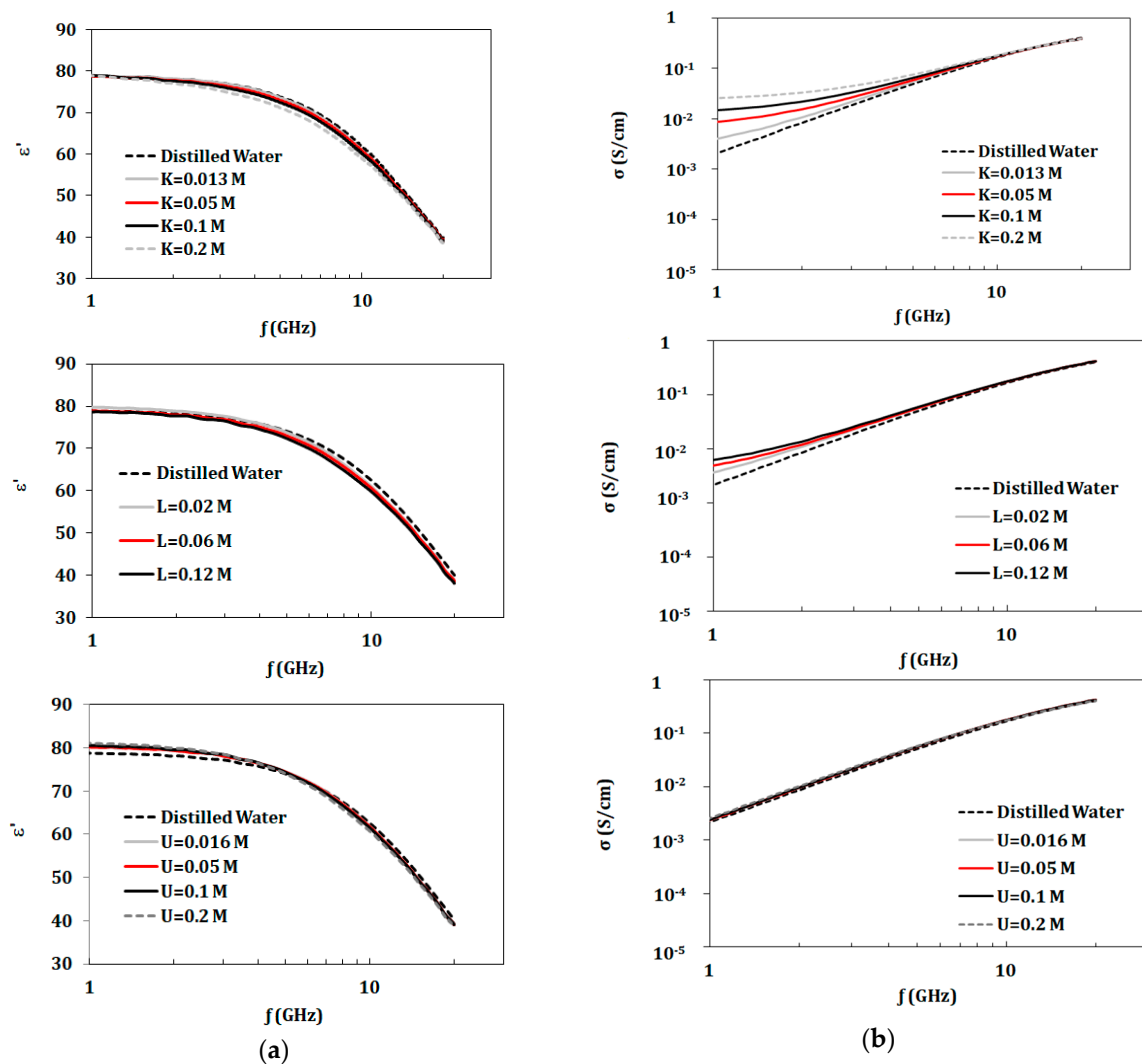 90
80
70
60
50
40
30
ε'
Distilled Water
K=0.013 M
K=0.05 M
K=0.1 M
K=0.2 M
1
10
f (GHz)
1
10⁻¹
10⁻²
10⁻³
10⁻⁴
10⁻⁵
σ (S/cm)
Distilled Water
K=0.013 M
K=0.05 M
K=0.1 M
K=0.2 M
1
10
f (GHz)
90
80
70
60
50
40
30
ε'
Distilled Water
L=0.02 M
L=0.06 M
L=0.12 M
1
10
f (GHz)
1
10⁻¹
10⁻²
10⁻³
10⁻⁴
10⁻⁵
σ (S/cm)
Distilled Water
L=0.02 M
L=0.06 M
L=0.12 M
1
10
f (GHz)
90
80
70
60
50
40
30
ε'
Distilled Water
U=0.016 M
U=0.05 M
U=0.1 M
U=0.2 M
1
10
f (GHz)
1
10⁻¹
10⁻²
10⁻³
10⁻⁴
10⁻⁵
σ (S/cm)
Distilled Water
U=0.016 M
U=0.05 M
U=0.1 M
U=0.2 M
1
10
f (GHz)
(a)
(b)